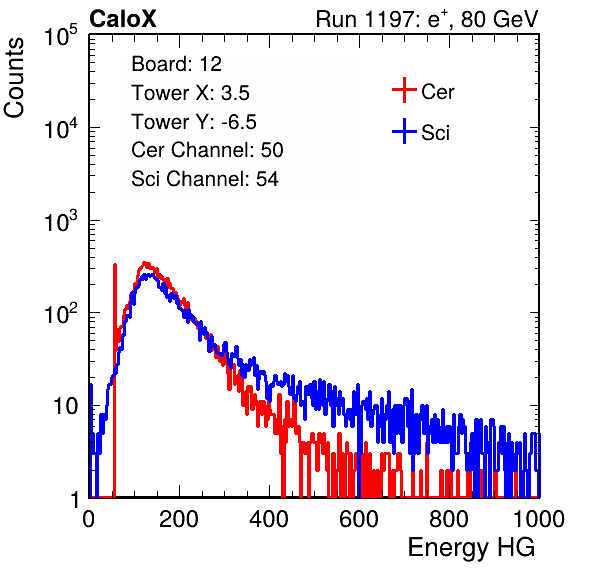 CaloX Run 1197: e⁺, 80 GeV
Counts
Board: 12
Tower X: 3.5
Tower Y: -6.5
Cer Channel: 50
Sci Channel: 54
Cer
Sci
10⁵
10⁴
10³
10²
10
1
0 200 400 600 800 1000
Energy HG